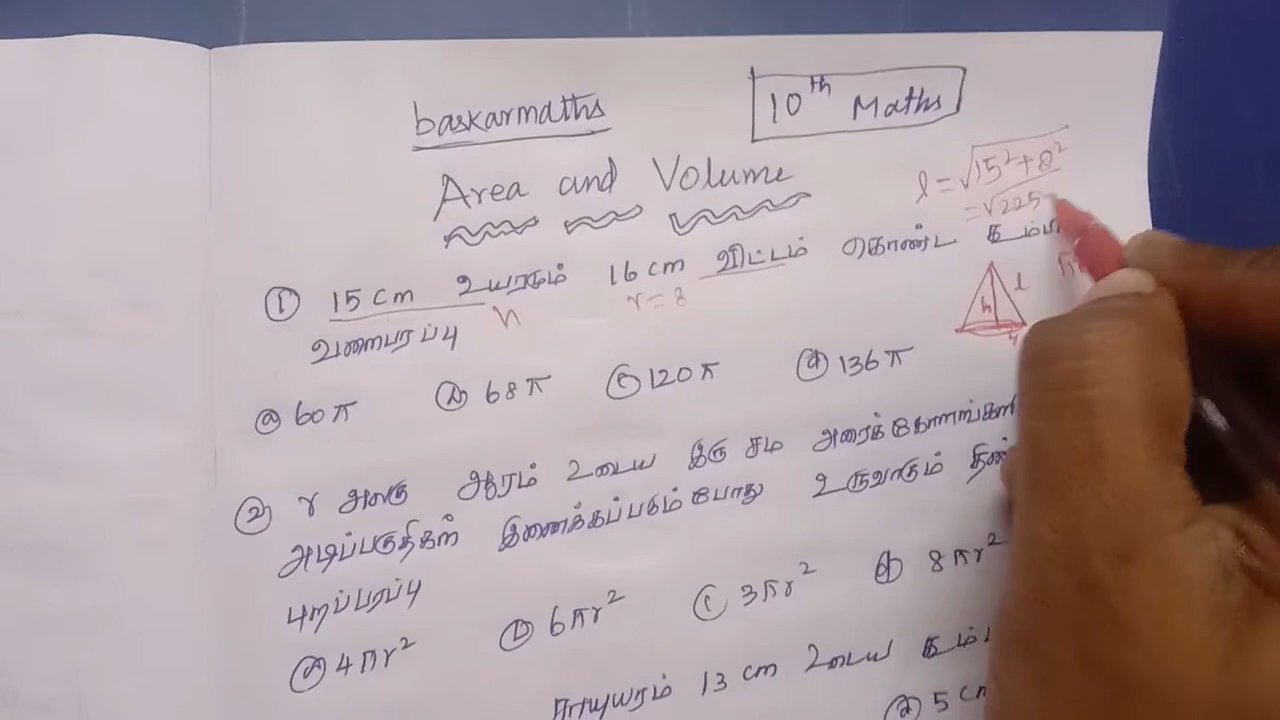 baskarmaths
10th Maths
Area and Volume
l = √15² + 8²
= √225
① 15 cm உயரமும் 16 cm விட்டம் கொண்ட
h r = 8
வளைபரப்பு
h l r
60π 68π 120π 136π
② r அலகு ஆரம் உடைய இரு சம அரைக்கோளங்களின்
அடிப்பகுதிகள் இணைக்கப்படும்போது உருவாகும்
புறப்பரப்பு
4πr² 6πr² 3πr² 8πr²
சாயுயரம் 13 cm உடைய
5 cm